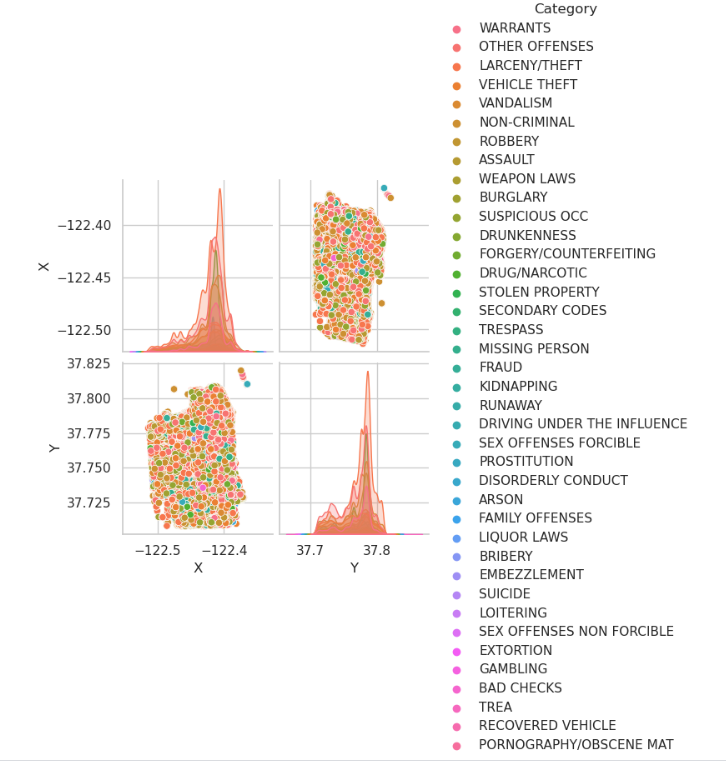 Category
WARRANTS
OTHER OFFENSES
LARCENY/THEFT
VEHICLE THEFT
VANDALISM
NON-CRIMINAL
ROBBERY
ASSAULT
WEAPON LAWS
BURGLARY
SUSPICIOUS OCC
DRUNKENNESS
FORGERY/COUNTERFEITING
DRUG/NARCOTIC
STOLEN PROPERTY
SECONDARY CODES
TRESPASS
MISSING PERSON
FRAUD
KIDNAPPING
RUNAWAY
DRIVING UNDER THE INFLUENCE
SEX OFFENSES FORCIBLE
PROSTITUTION
DISORDERLY CONDUCT
ARSON
FAMILY OFFENSES
LIQUOR LAWS
BRIBERY
EMBEZZLEMENT
SUICIDE
LOITERING
SEX OFFENSES NON FORCIBLE
EXTORTION
GAMBLING
BAD CHECKS
TREA
RECOVERED VEHICLE
PORNOGRAPHY/OBSCENE MAT
X
−122.40
−122.45
−122.50
Y
37.825
37.800
37.775
37.750
37.725
−122.5 −122.4
X
37.7 37.8
Y